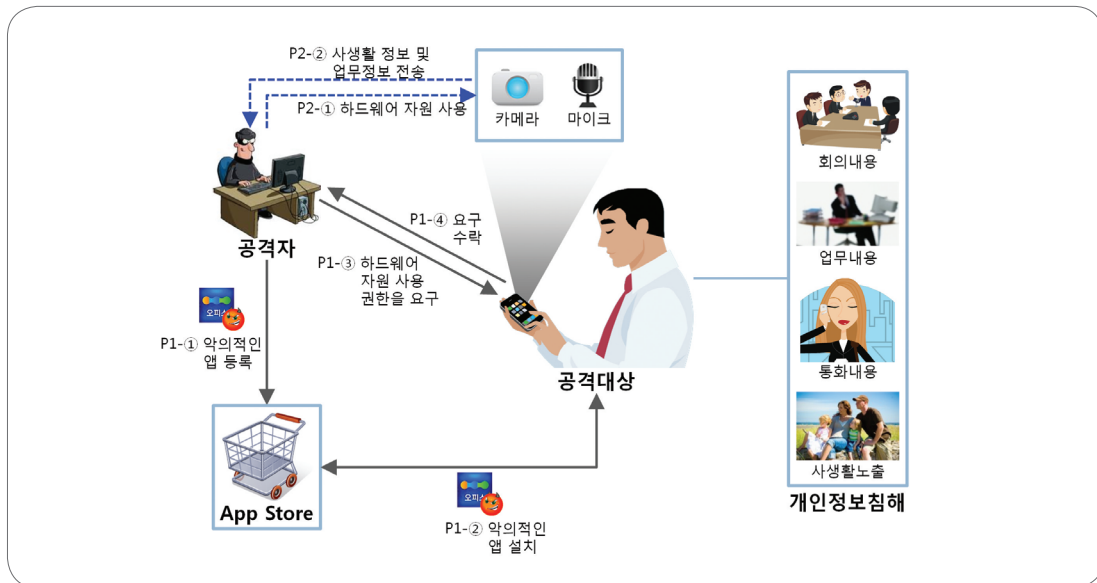 P2-② 사생활 정보 및
업무정보 전송
P2-① 하드웨어 자원 사용
카메라
마이크
회의내용
공격자
P1-④ 요구
수락
P1-③ 하드웨어
자원 사용
권한을 요구
업무내용
오피스
P1-① 악의적인
앱 등록
통화내용
공격대상
App Store
오피스
P1-② 악의적인
앱 설치
사생활노출
개인정보침해